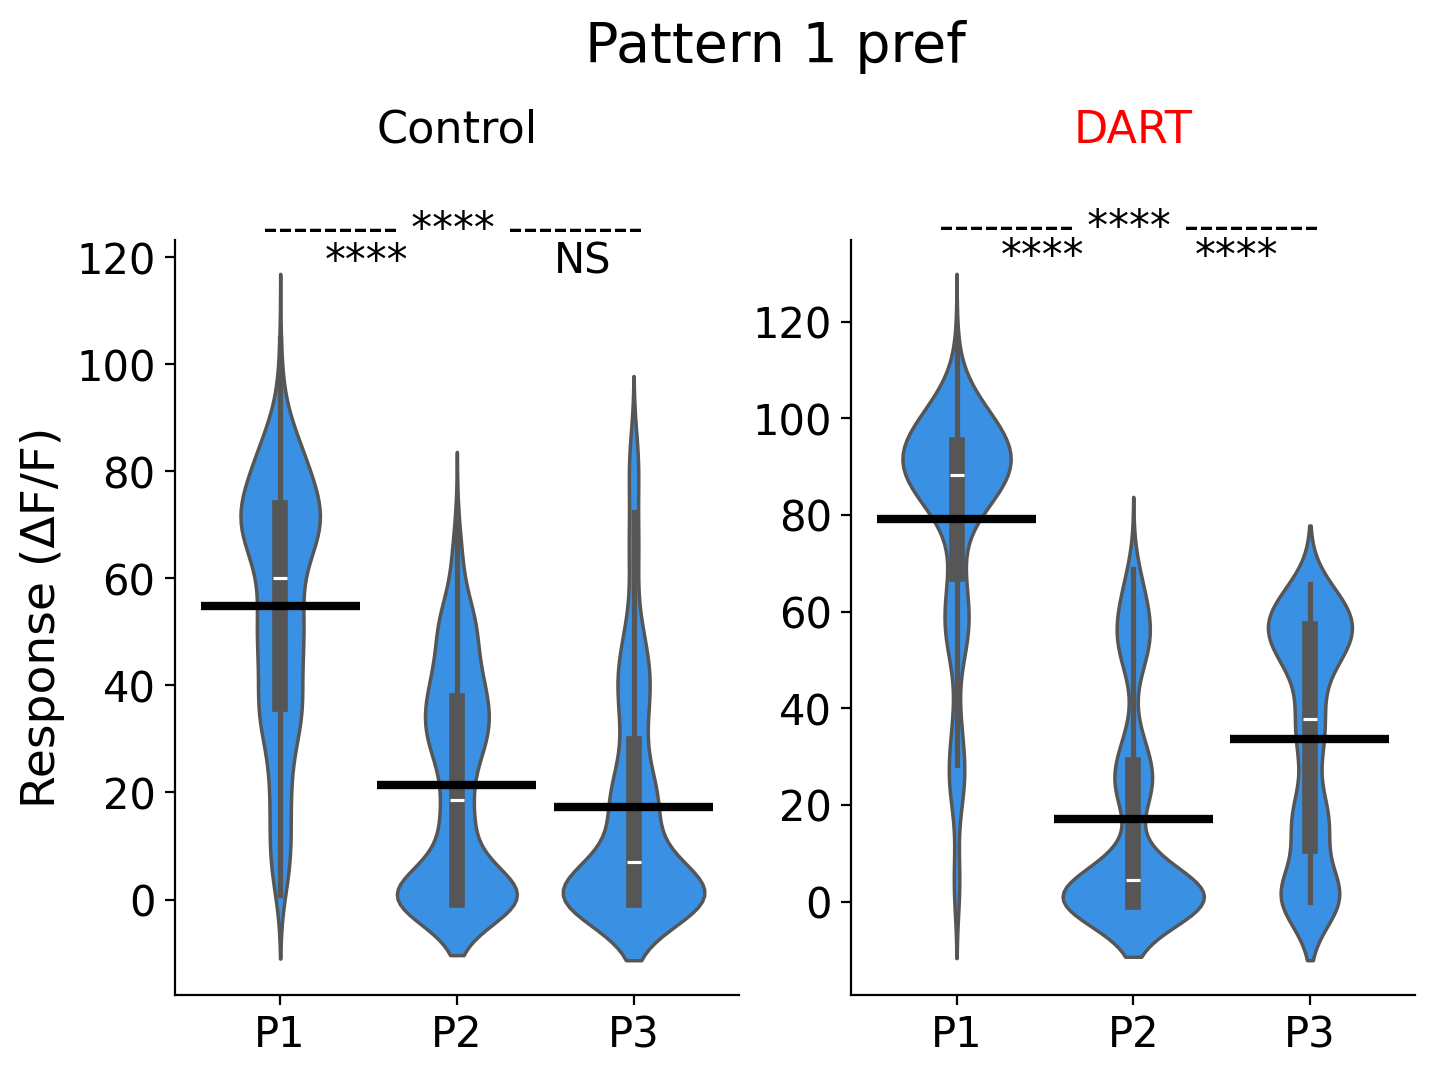 Pattern 1 pref
Control
DART
****
****
NS
****
****
****
Response (ΔF/F)
120
100
80
60
40
20
0
P1
P2
P3
120
100
80
60
40
20
0
P1
P2
P3